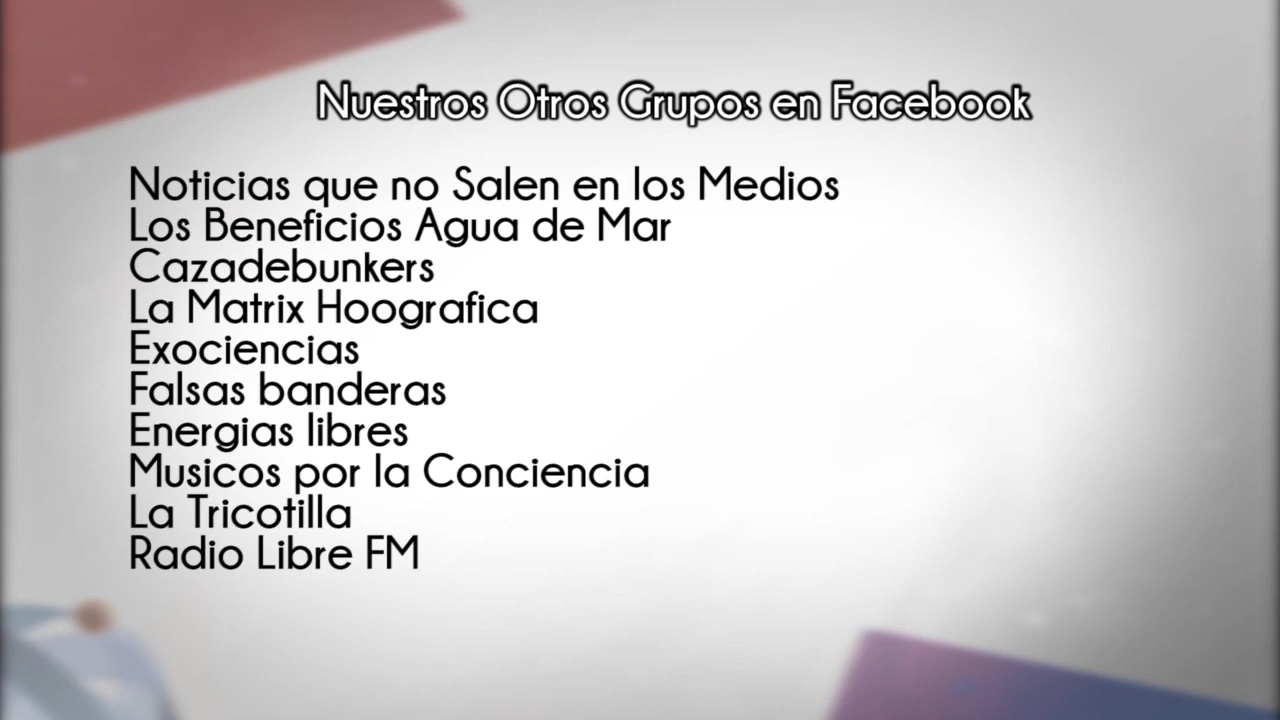 Nuestros Otros Grupos en Facebook
Noticias que no Salen en los Medios
Los Beneficios Agua de Mar
Cazadebunkers
La Matrix Hoografica
Exociencias
Falsas banderas
Energias libres
Musicos por la Conciencia
La Tricotilla
Radio Libre FM